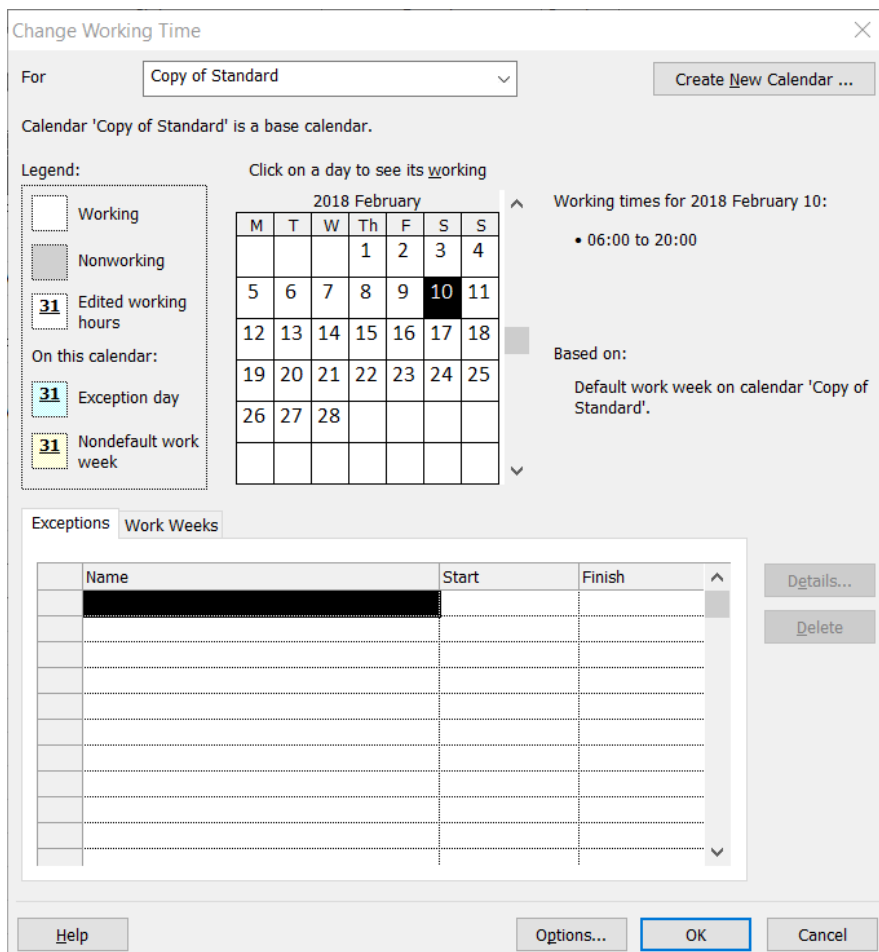 Change Working Time
For
Copy of Standard
Create New Calendar ...
Calendar 'Copy of Standard' is a base calendar.
Legend:
Working
Nonworking
31 Edited working
hours
On this calendar:
31 Exception day
31 Nondefault work
week
Click on a day to see its working
2018 February
M T W Th F S S
1 2 3 4
5 6 7 8 9 10 11
12 13 14 15 16 17 18
19 20 21 22 23 24 25
26 27 28
Working times for 2018 February 10:
• 06:00 to 20:00
Based on:
Default work week on calendar 'Copy of
Standard'.
Exceptions Work Weeks
Name Start Finish
Details...
Delete
Help Options... OK Cancel